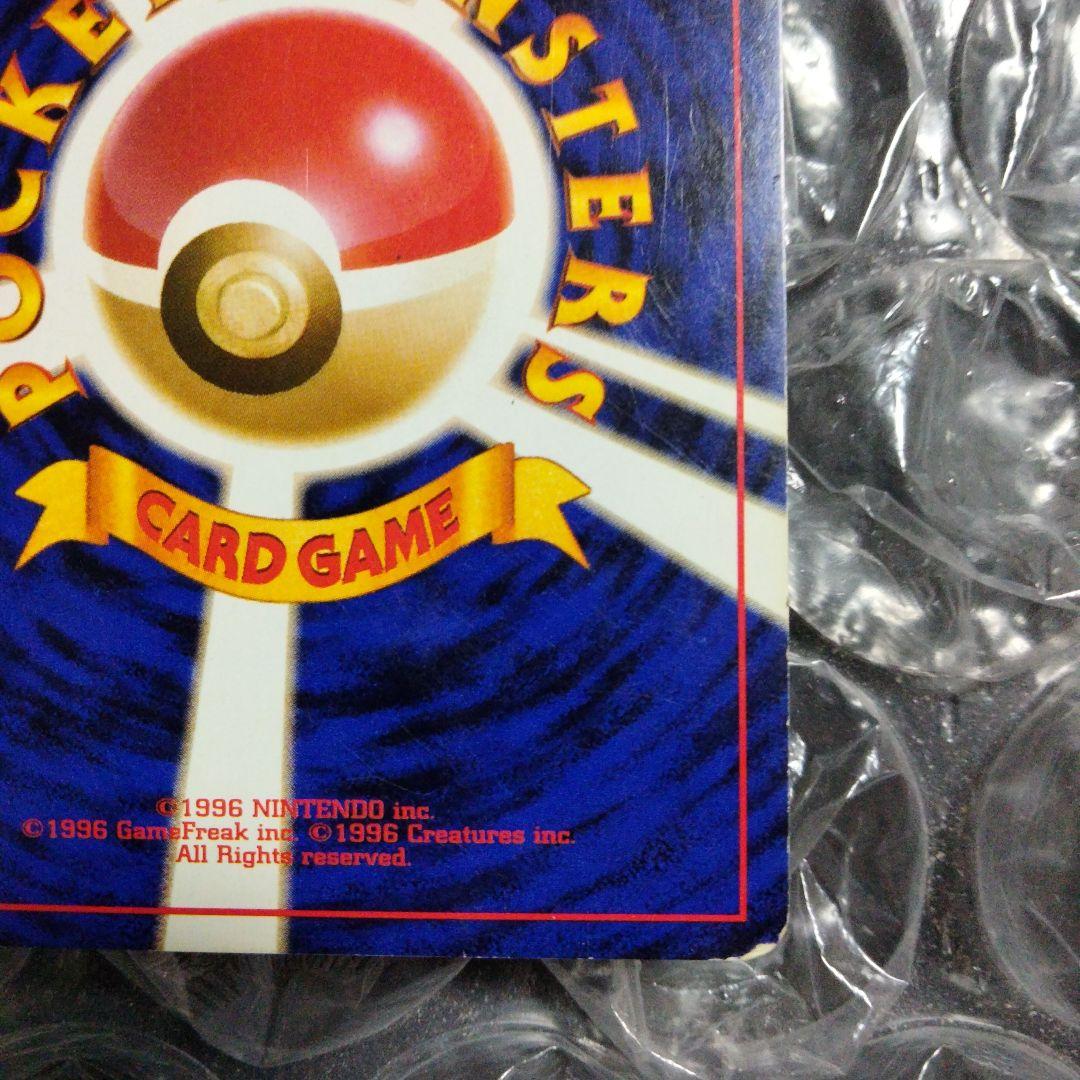 POCKE
NSTERS
CARD GAME
©1996 NINTENDO inc.
©1996 GameFreak inc. ©1996 Creatures inc.
All Rights reserved.